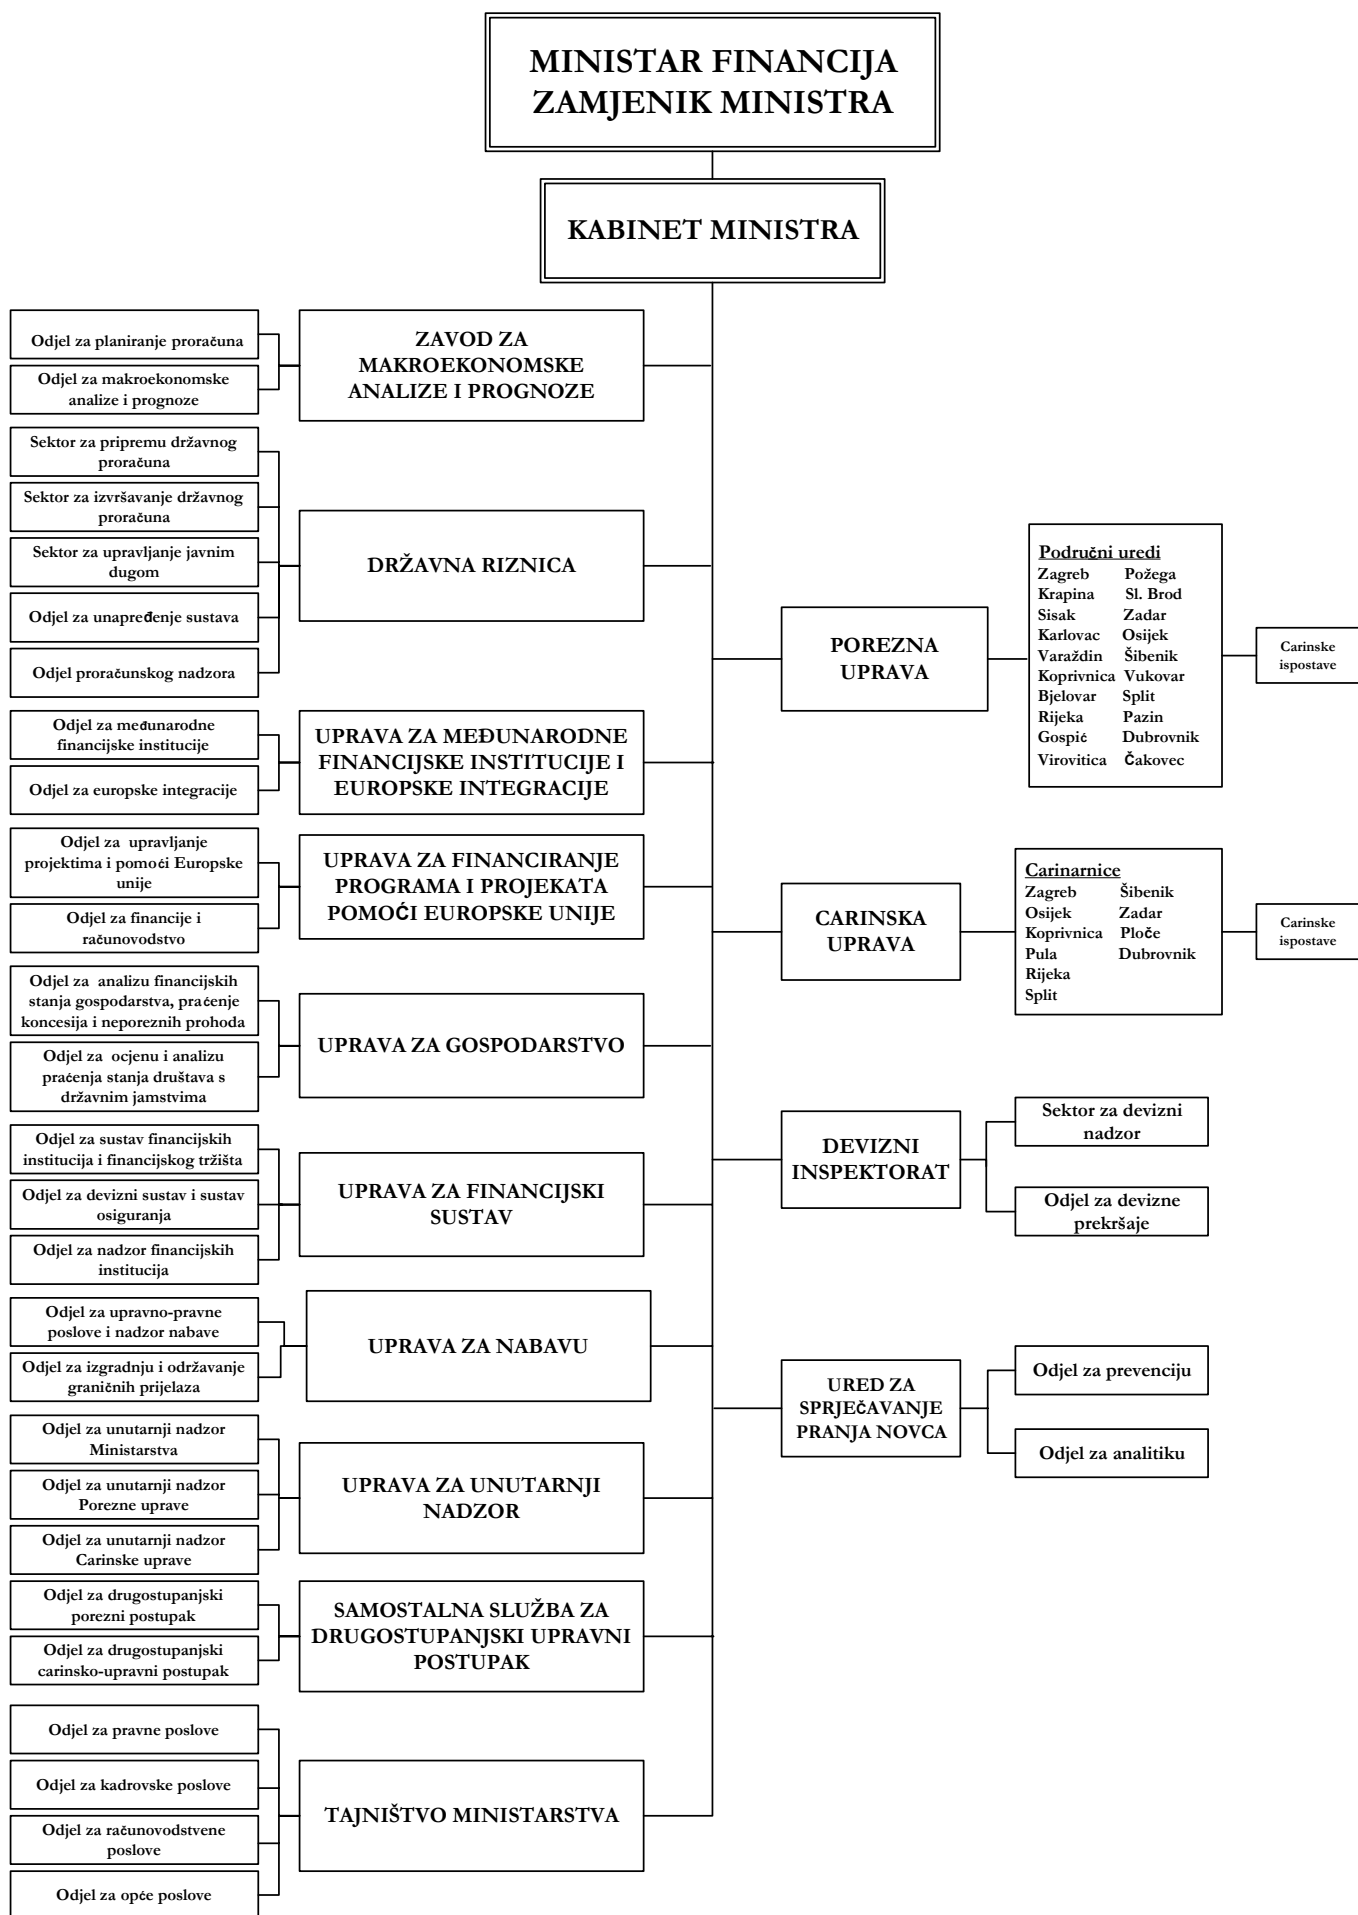 MINISTAR FINANCIJA
ZAMJENIK MINISTRA
KABINET MINISTRA
Odjel za planiranje proračuna
Odjel za makroekonomske
analize i prognoze
ZAVOD ZA
MAKROEKONOMSKE
ANALIZE I PROGNOZE
Sektor za pripremu državnog
proračuna
Sektor za izvršavanje državnog
proračuna
Sektor za upravljanje javnim
dugom
Odjel za unapređenje sustava
Odjel proračunskog nadzora
DRŽAVNA RIZNICA
Odjel za međunarodne
financijske institucije
Odjel za europske integracije
UPRAVA ZA MEĐUNARODNE
FINANCIJSKE INSTITUCIJE I
EUROPSKE INTEGRACIJE
Odjel za upravljanje
projektima i pomoći Europske
unije
Odjel za financije i
računovodstvo
UPRAVA ZA FINANCIRANJE
PROGRAMA I PROJEKATA
POMOĆI EUROPSKE UNIJE
Odjel za analizu financijskih
stanja gospodarstva, praćenje
koncesija i neporeznih prohoda
Odjel za ocjenu i analizu
praćenja stanja društava s
državnim jamstvima
UPRAVA ZA GOSPODARSTVO
Odjel za sustav financijskih
institucija i financijskog tržišta
Odjel za devizni sustav i sustav
osiguranja
Odjel za nadzor financijskih
institucija
UPRAVA ZA FINANCIJSKI
SUSTAV
Odjel za upravno-pravne
poslove i nadzor nabave
Odjel za izgradnju i održavanje
graničnih prijelaza
UPRAVA ZA NABAVU
Odjel za unutarnji nadzor
Ministarstva
Odjel za unutarnji nadzor
Porezne uprave
Odjel za unutarnji nadzor
Carinske uprave
UPRAVA ZA UNUTARNJI
NADZOR
Odjel za drugostupanjski
porezni postupak
Odjel za drugostupanjski
carinsko-upravni postupak
SAMOSTALNA SLUŽBA ZA
DRUGOSTUPANJSKI UPRAVNI
POSTUPAK
Odjel za pravne poslove
Odjel za kadrovske poslove
Odjel za računovodstvene
poslove
Odjel za opće poslove
TAJNIŠTVO MINISTARSTVA
POREZNA
UPRAVA
Područni uredi
Zagreb Požega
Krapina Sl. Brod
Sisak Zadar
Karlovac Osijek
Varaždin Šibenik
Koprivnica Vukovar
Bjelovar Split
Rijeka Pazin
Gospić Dubrovnik
Virovitica Čakovec
Carinske
ispostave
CARINSKA
UPRAVA
Carinarnice
Zagreb Šibenik
Osijek Zadar
Koprivnica Ploče
Pula Dubrovnik
Rijeka
Split
Carinske
ispostave
DEVIZNI
INSPEKTORAT
Sektor za devizni
nadzor
Odjel za devizne
prekršaje
URED ZA
SPRJEČAVANJE
PRANJA NOVCA
Odjel za prevenciju
Odjel za analitiku